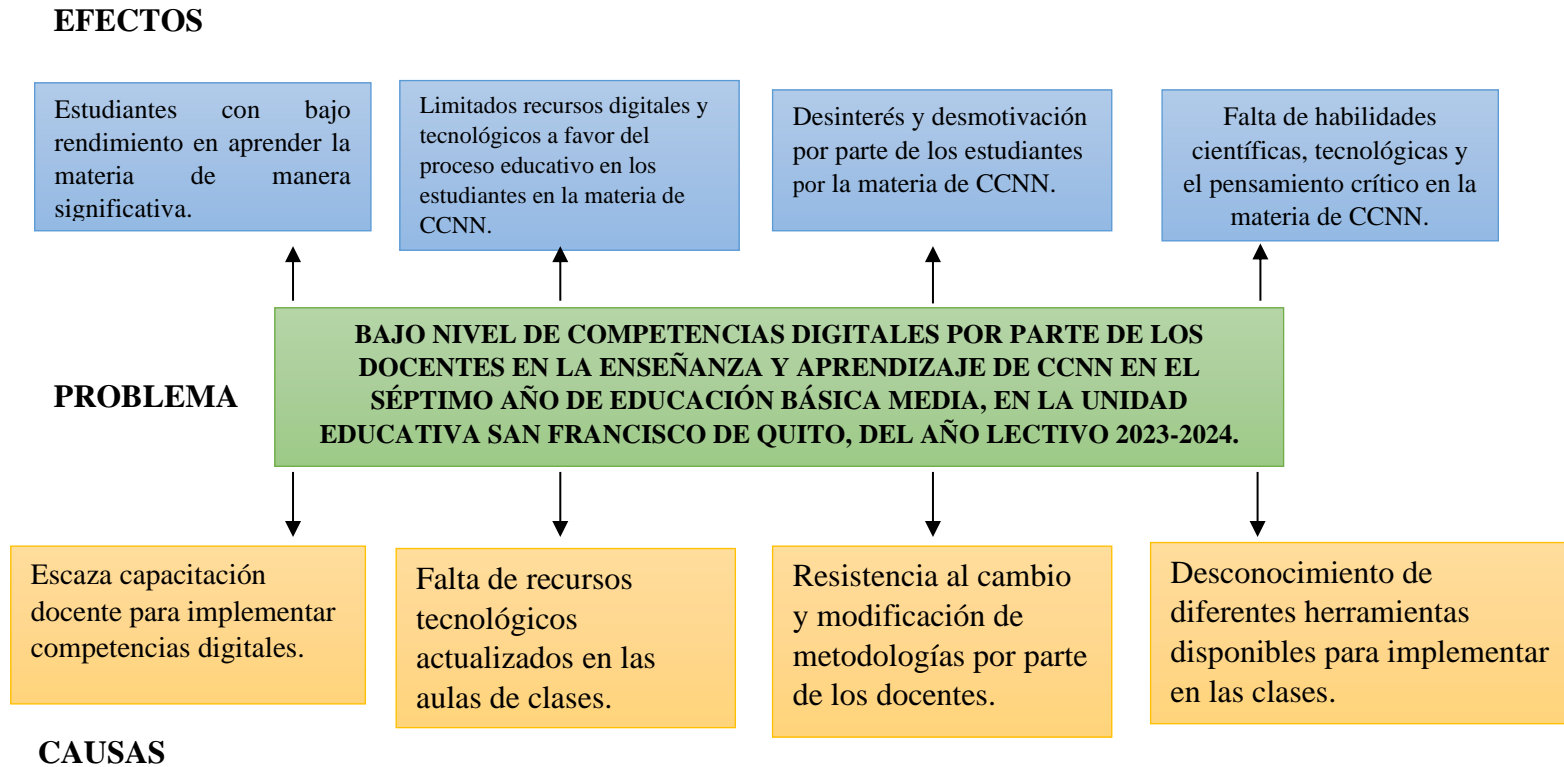 EFECTOS
Estudiantes con bajo
rendimiento en aprender la
materia de manera
significativa.
Limitados recursos digitales y
tecnológicos a favor del
proceso educativo en los
estudiantes en la materia de
CCNN.
Desinterés y desmotivación
por parte de los estudiantes
por la materia de CCNN.
Falta de habilidades
científicas, tecnológicas y
el pensamiento crítico en la
materia de CCNN.
PROBLEMA
BAJO NIVEL DE COMPETENCIAS DIGITALES POR PARTE DE LOS
DOCENTES EN LA ENSEÑANZA Y APRENDIZAJE DE CCNN EN EL
SÉPTIMO AÑO DE EDUCACIÓN BÁSICA MEDIA, EN LA UNIDAD
EDUCATIVA SAN FRANCISCO DE QUITO, DEL AÑO LECTIVO 2023-2024.
Escaza capacitación
docente para implementar
competencias digitales.
Falta de recursos
tecnológicos
actualizados en las
aulas de clases.
Resistencia al cambio
y modificación de
metodologías por parte
de los docentes.
Desconocimiento de
diferentes herramientas
disponibles para implementar
en las clases.
CAUSAS